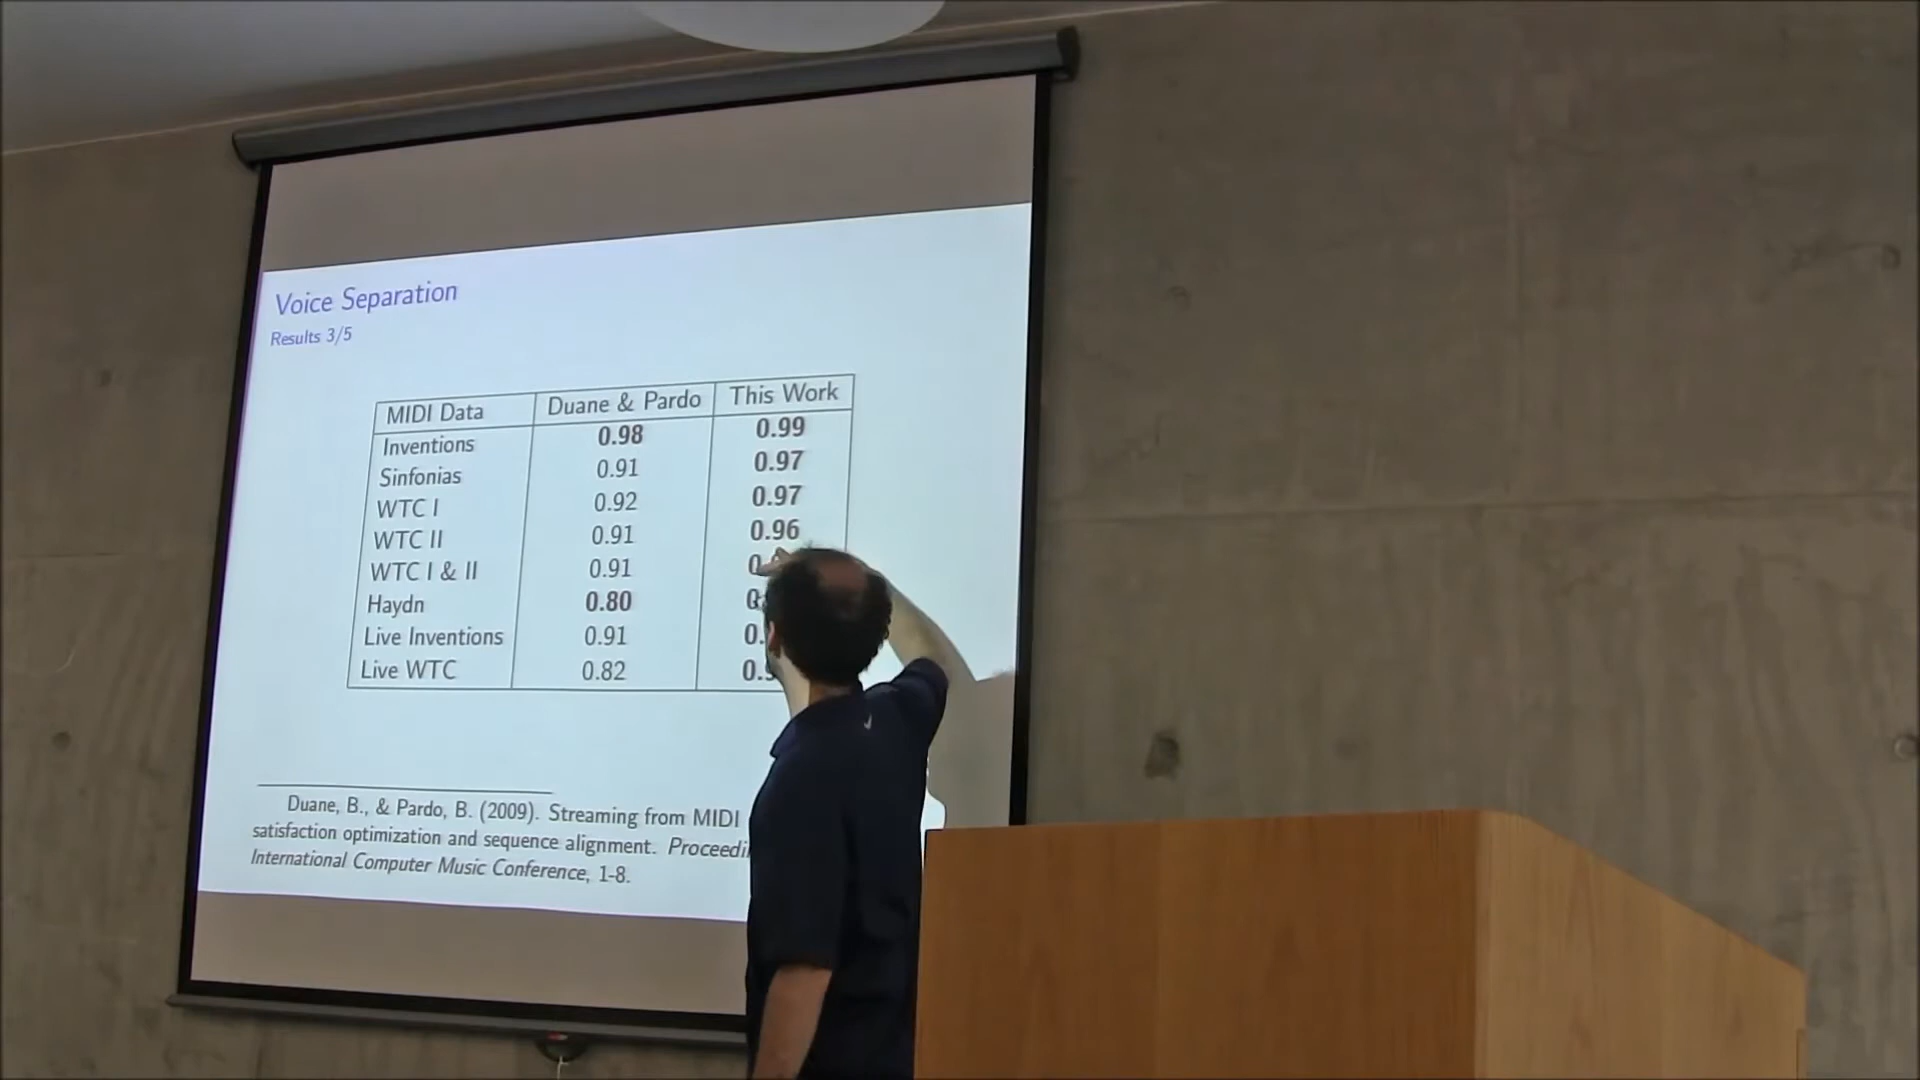 Voice Separation
Results 3/5
MIDI Data Duane & Pardo This Work
Inventions 0.98 0.99
Sinfonias 0.91 0.97
WTC I 0.92 0.97
WTC II 0.91 0.96
WTC I & II 0.91
Haydn 0.80
Live Inventions 0.91
Live WTC 0.82
Duane, B., & Pardo, B. (2009). Streaming from MIDI
satisfaction optimization and sequence alignment.
International Computer Music Conference, 1-8.